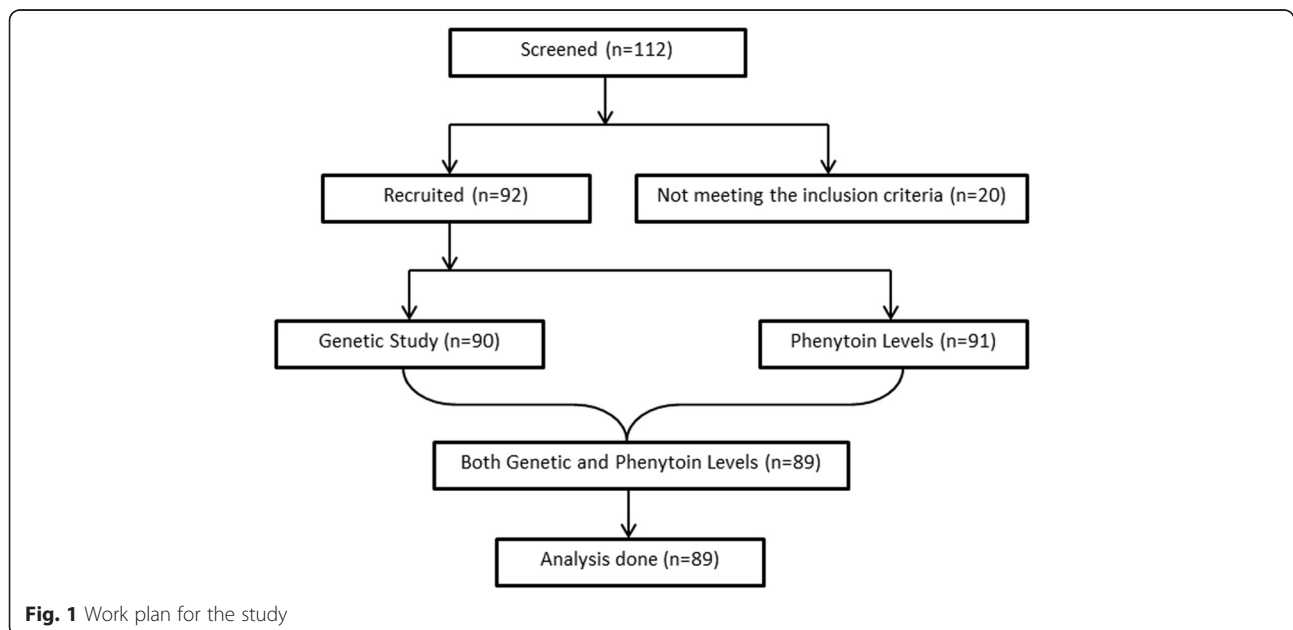 Screened (n=112)
Recruited (n=92)
Not meeting the inclusion criteria (n=20)
Genetic Study (n=90)
Phenytoin Levels (n=91)
Both Genetic and Phenytoin Levels (n=89)
Analysis done (n=89)
Fig. 1 Work plan for the study